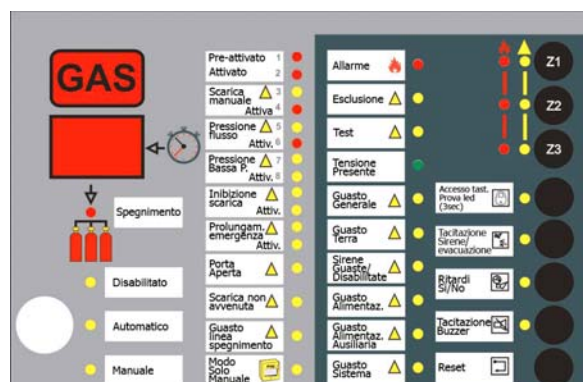 GAS
Spegnimento
Disabilitato
Automatico
Manuale
Pre-attivato 1
Attivato 2
Scarica 3
manuale
Attiva 4
Pressione 5
flusso
Attiv. 6
Pressione 7
Bassa P.
Attiv. 8
Inibizione
scarica
Attiv.
Prolungam.
emergenza
Attiv.
Porta
Aperta
Scarica non
avvenuta
Guasto
linea
spegnimento
Modo
Solo
Manuale
Allarme
Esclusione
Test
Tensione
Presente
Guasto
Generale
Guasto
Terra
Sirene
Guaste/
Disabilitate
Guasto
Alimentaz.
Guasto
Alimentaz.
Ausiliaria
Guasto
Sistema
Z1
Z2
Z3
Accesso tast.
Prova led
(3sec)
Tacitazione
Sirene/
evacuazione
Ritardi
Si/No
Tacitazione
Buzzer
Reset